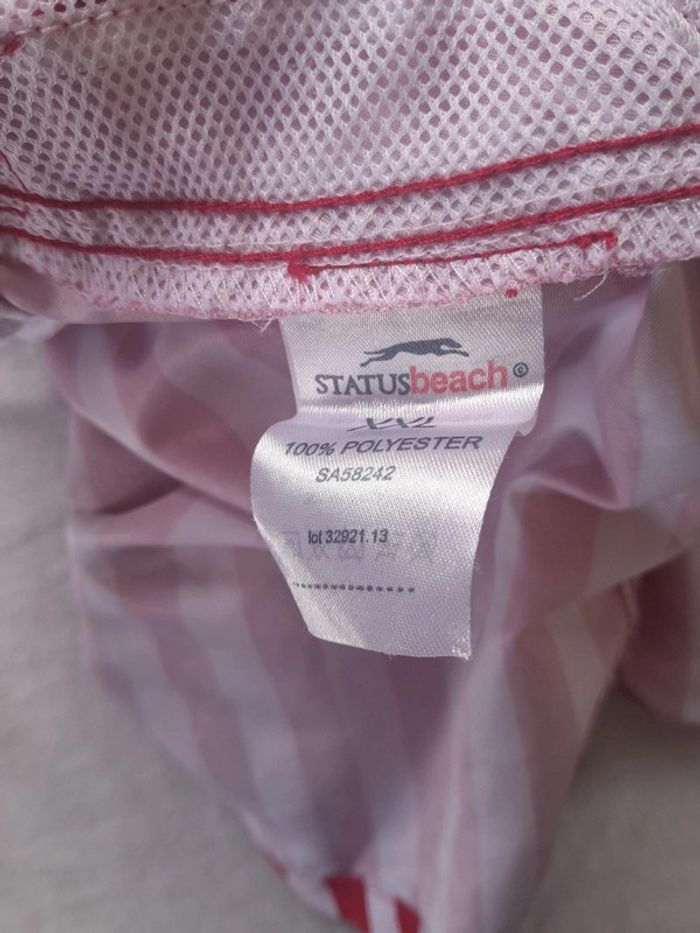 STATUSbeach©
XXL
100% POLYESTER
SA58242
lot 32921.13